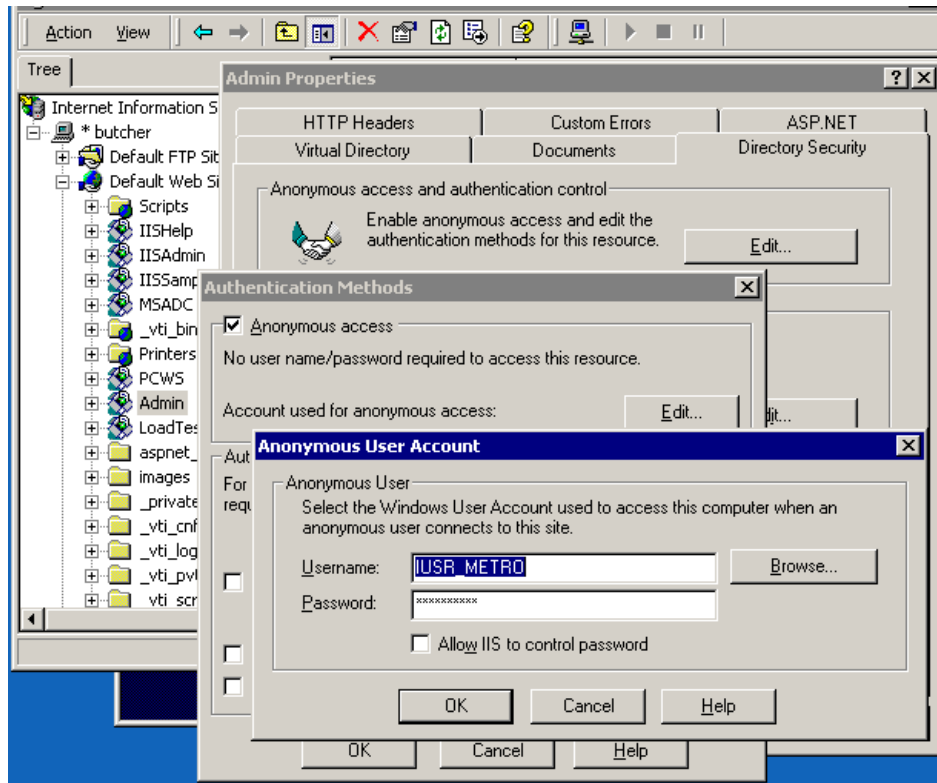 Action View
Tree
Internet Information S
* butcher
Default FTP Sit
Default Web Si
Scripts
IISHelp
IISAdmin
IISSamp
MSADC
_vti_bin
Printers
PCWS
Admin
LoadTes
aspnet_
images
_private
_vti_cnf
_vti_log
_vti_pvt
_vti_scr
Admin Properties
HTTP Headers Custom Errors ASP.NET
Virtual Directory Documents Directory Security
Anonymous access and authentication control
Enable anonymous access and edit the
authentication methods for this resource.
Edit...
Authentication Methods
Anonymous access
No user name/password required to access this resource.
Account used for anonymous access:
Edit...
Aut
For
requ
Anonymous User Account
Anonymous User
Select the Windows User Account used to access this computer when an
anonymous user connects to this site.
Username: IUSR_METRO Browse...
Password: **********
Allow IIS to control password
OK Cancel Help
OK Cancel Help